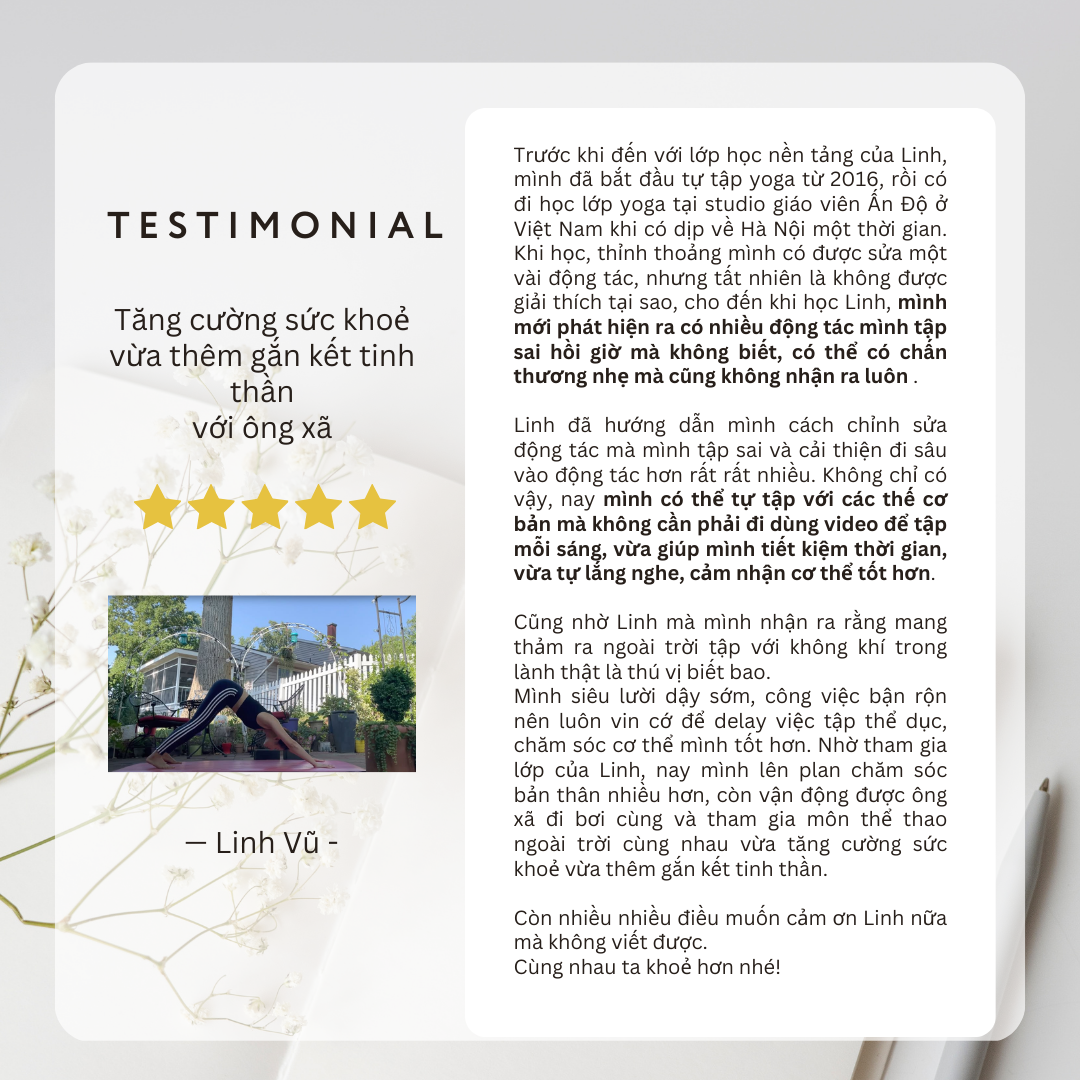 TESTIMONIAL
Tăng cường sức khoẻ
vừa thêm gắn kết tinh
thần
với ông xã
— Linh Vũ -
Trước khi đến với lớp học nền tảng của Linh,
mình đã bắt đầu tự tập yoga từ 2016, rồi có
đi học lớp yoga tại studio giáo viên Ấn Độ ở
Việt Nam khi có dịp về Hà Nội một thời gian.
Khi học, thỉnh thoảng mình có được sửa một
vài động tác, nhưng tất nhiên là không được
giải thích tại sao, cho đến khi học Linh, mình
mới phát hiện ra có nhiều động tác mình tập
sai hồi giờ mà không biết, có thể có chấn
thương nhẹ mà cũng không nhận ra luôn .
Linh đã hướng dẫn mình cách chỉnh sửa
động tác mà mình tập sai và cải thiện đi sâu
vào động tác hơn rất rất nhiều. Không chỉ có
vậy, nay mình có thể tự tập với các thế cơ
bản mà không cần phải đi dùng video để tập
mỗi sáng, vừa giúp mình tiết kiệm thời gian,
vừa tự lắng nghe, cảm nhận cơ thể tốt hơn.
Cũng nhờ Linh mà mình nhận ra rằng mang
thảm ra ngoài trời tập với không khí trong
lành thật là thú vị biết bao.
Mình siêu lười dậy sớm, công việc bận rộn
nên luôn vin cớ để delay việc tập thể dục,
chăm sóc cơ thể mình tốt hơn. Nhờ tham gia
lớp của Linh, nay mình lên plan chăm sóc
bản thân nhiều hơn, còn vận động được ông
xã đi bơi cùng và tham gia môn thể thao
ngoài trời cùng nhau vừa tăng cường sức
khoẻ vừa thêm gắn kết tinh thần.
Còn nhiều nhiều điều muốn cảm ơn Linh nữa
mà không viết được.
Cùng nhau ta khoẻ hơn nhé!